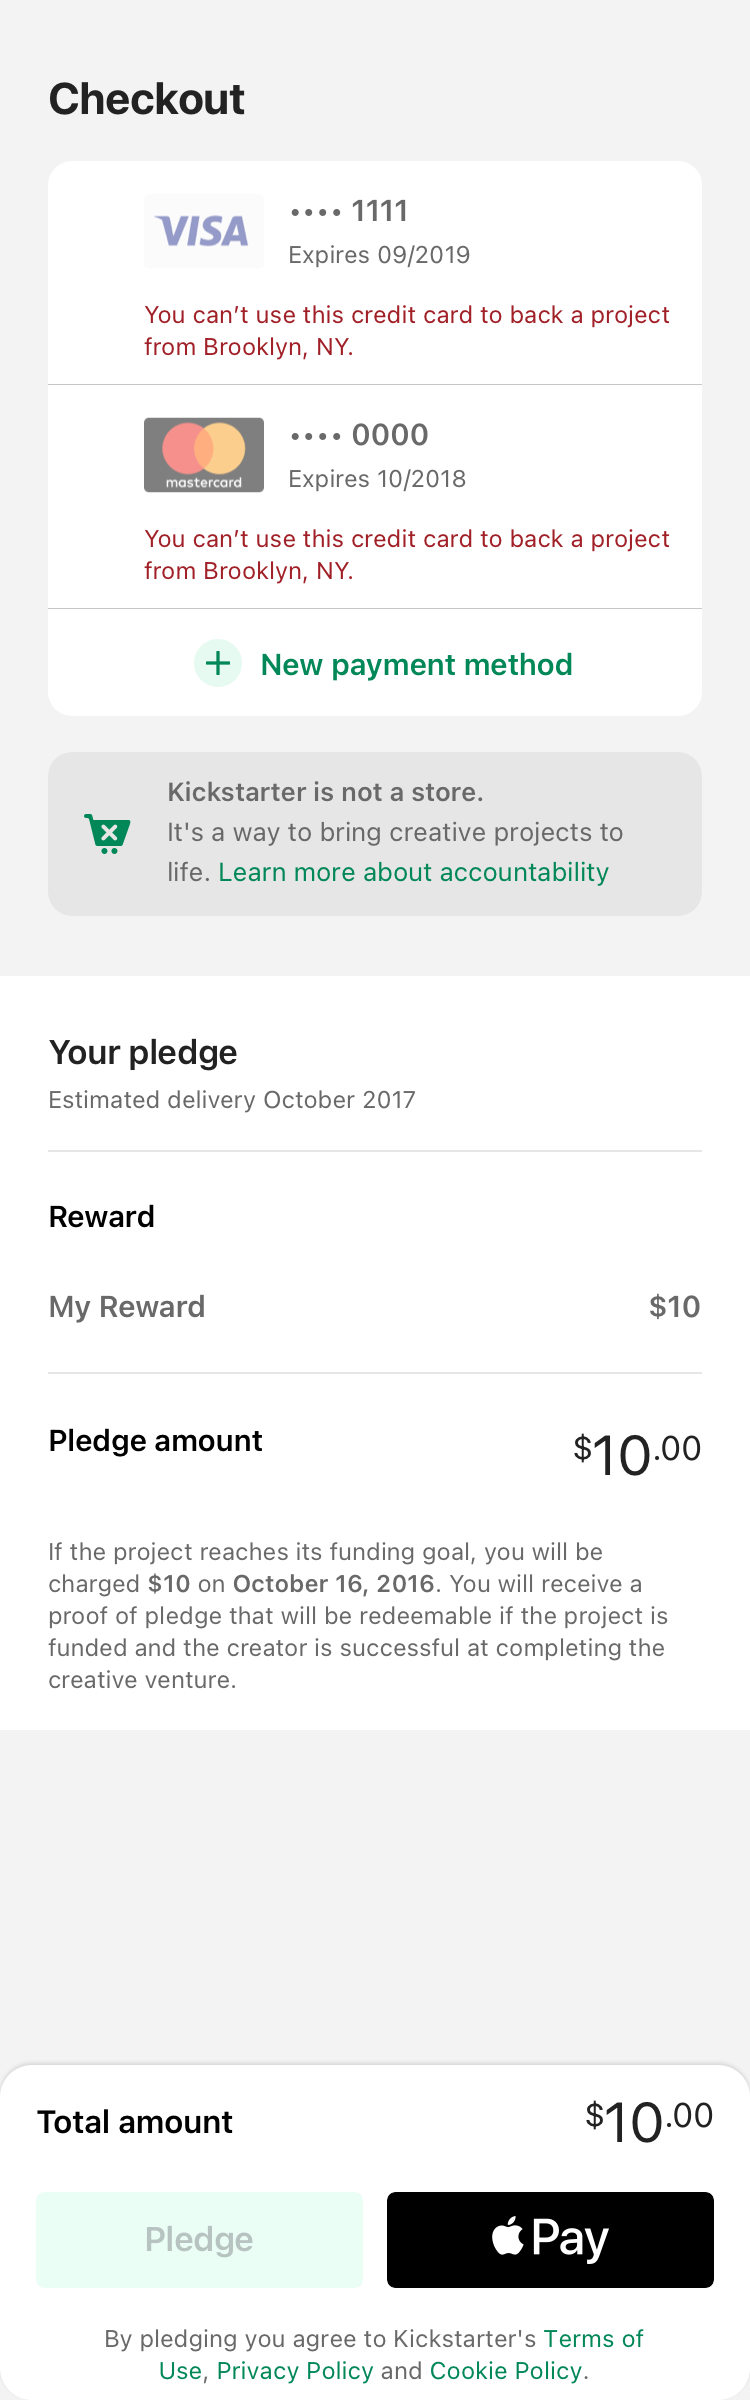 Checkout
VISA
•••• 1111
Expires 09/2019
You can’t use this credit card to back a project
from Brooklyn, NY.
mastercard
•••• 0000
Expires 10/2018
You can’t use this credit card to back a project
from Brooklyn, NY.
New payment method
Kickstarter is not a store.
It's a way to bring creative projects to
life. Learn more about accountability
Your pledge
Estimated delivery October 2017
Reward
My Reward $10
Pledge amount $10.00
If the project reaches its funding goal, you will be
charged $10 on October 16, 2016. You will receive a
proof of pledge that will be redeemable if the project is
funded and the creator is successful at completing the
creative venture.
Total amount $10.00
Pledge
Pay
By pledging you agree to Kickstarter's Terms of
Use, Privacy Policy and Cookie Policy.